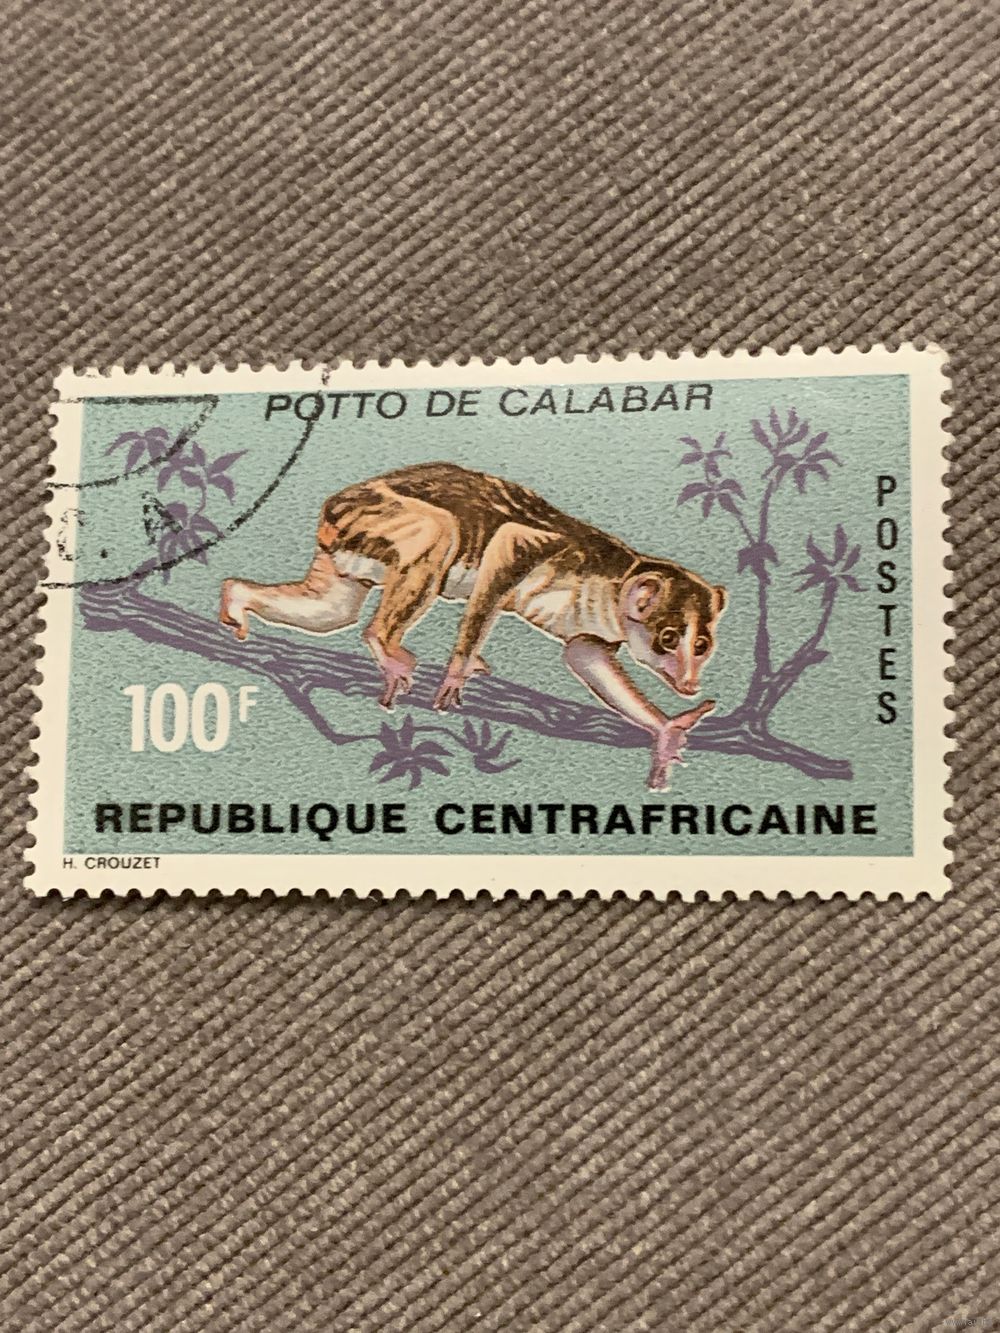 POTTO DE CALABAR
POSTES
100F
REPUBLIQUE CENTRAFRICAINE
H. CROUZET